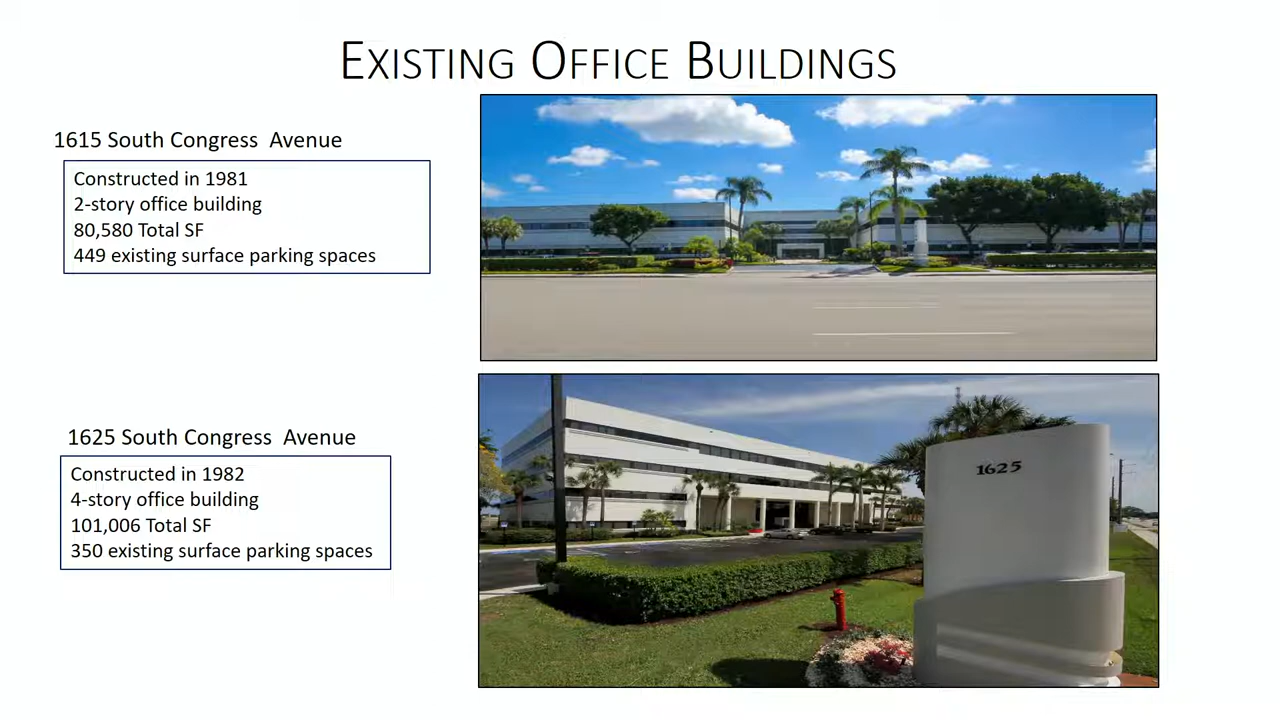 Existing Office Buildings
1615 South Congress Avenue
Constructed in 1981
2-story office building
80,580 Total SF
449 existing surface parking spaces
1625 South Congress Avenue
Constructed in 1982
4-story office building
101,006 Total SF
350 existing surface parking spaces
1625